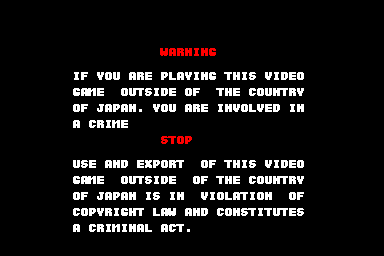 WARNING
IF YOU ARE PLAYING THIS VIDEO
GAME OUTSIDE OF THE COUNTRY
OF JAPAN. YOU ARE INVOLVED IN
A CRIME
STOP
USE AND EXPORT OF THIS VIDEO
GAME OUTSIDE OF THE COUNTRY
OF JAPAN IS IN VIOLATION OF
COPYRIGHT LAW AND CONSTITUTES
A CRIMINAL ACT.